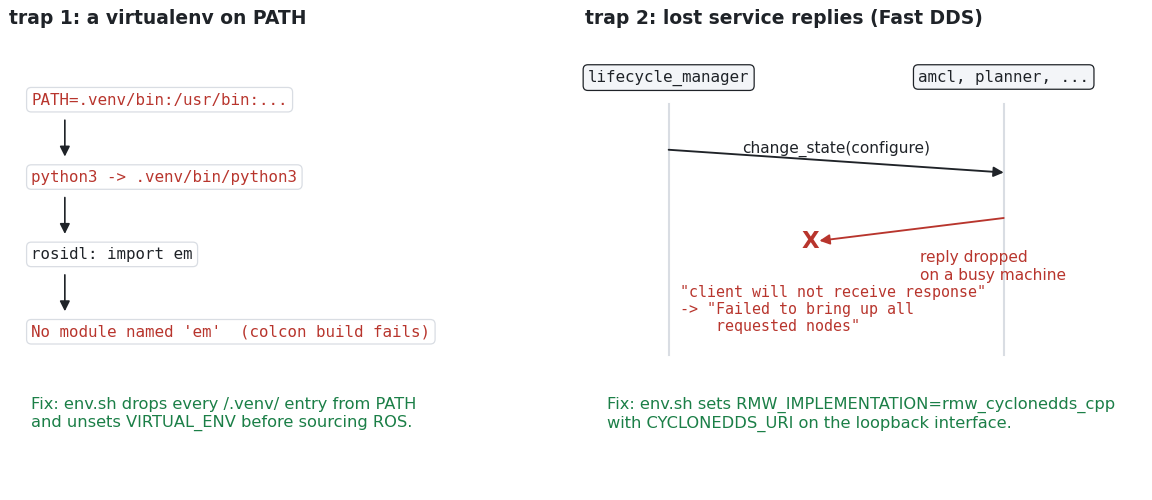 trap 1: a virtualenv on PATH
PATH=.venv/bin:/usr/bin:...
python3 -> .venv/bin/python3
rosidl: import em
No module named 'em'  (colcon build fails)
Fix: env.sh drops every /.venv/ entry from PATH
and unsets VIRTUAL_ENV before sourcing ROS.
trap 2: lost service replies (Fast DDS)
lifecycle_manager
amcl, planner, ...
change_state(configure)
X
reply dropped
on a busy machine
"client will not receive response"
-> "Failed to bring up all
requested nodes"
Fix: env.sh sets RMW_IMPLEMENTATION=rmw_cyclonedds_cpp
with CYCLONEDDS_URI on the loopback interface.